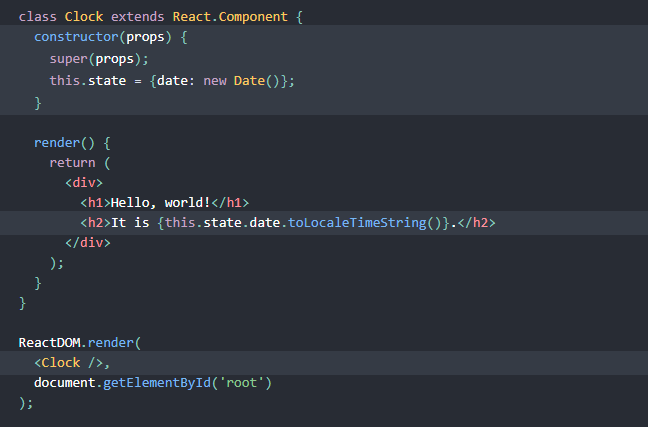 class Clock extends React.Component {
  constructor(props) {
    super(props);
    this.state = {date: new Date()};
  }

  render() {
    return (
      <div>
        <h1>Hello, world!</h1>
        <h2>It is {this.state.date.toLocaleTimeString()}.</h2>
      </div>
    );
  }
}

ReactDOM.render(
  <Clock />,
  document.getElementById('root')
);